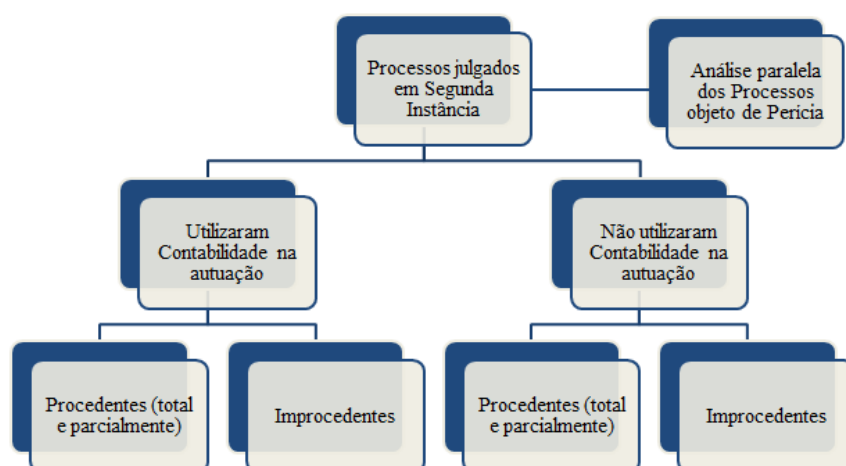 Processos julgados
em Segunda
Instância
Análise paralela
dos Processos
objeto de Perícia
Utilizaram
Contabilidade na
autuação
Não utilizaram
Contabilidade na
autuação
Procedentes (total
e parcialmente)
Improcedentes
Procedentes (total
e parcialmente)
Improcedentes